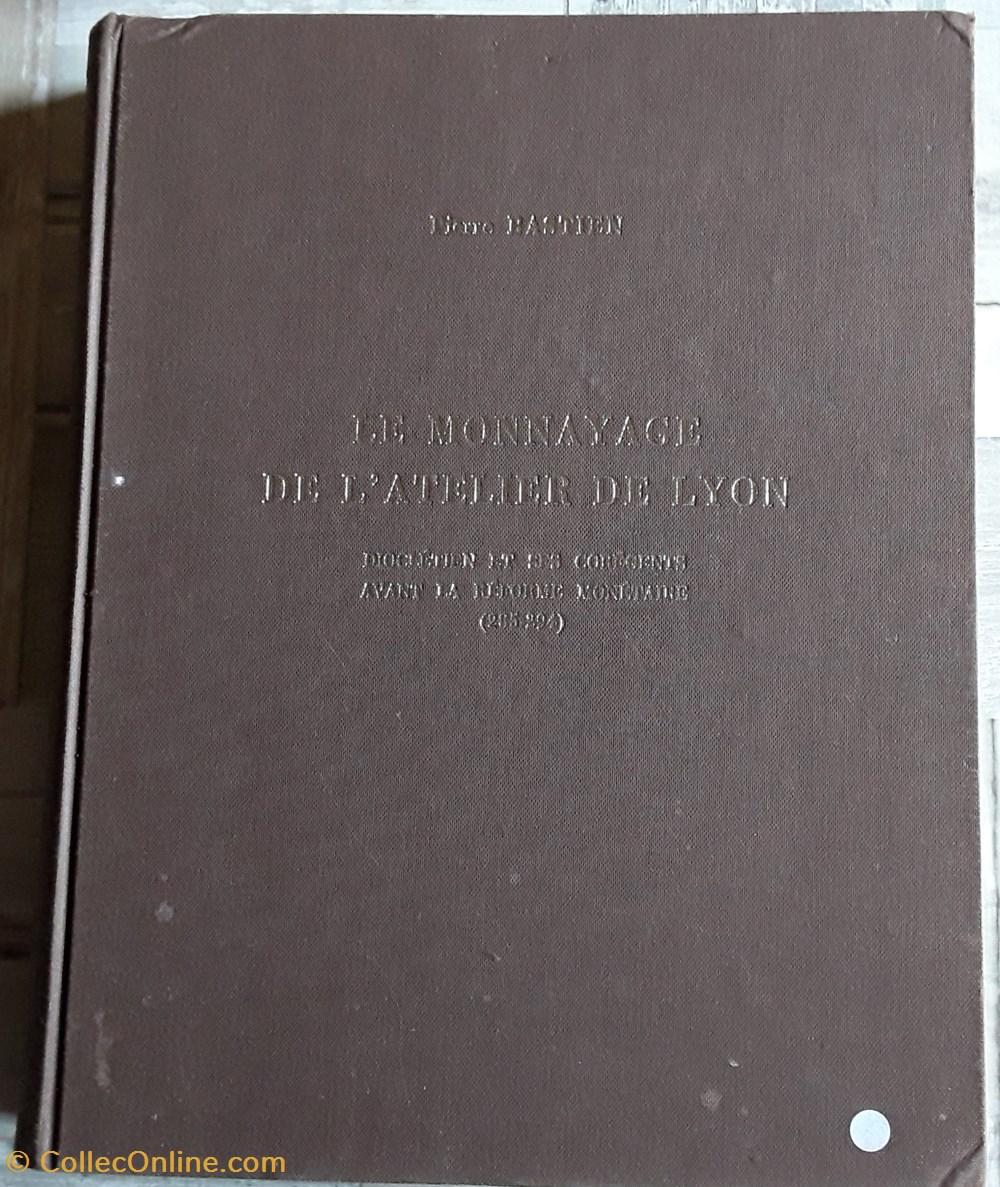 Pierre BASTIEN
LE MONNAYAGE
DE L'ATELIER DE LYON
DIOCLÉTIEN ET SES CORÉGENTS
AVANT LA RÉFORME MONÉTAIRE
(285-294)
© CollecOnline.com